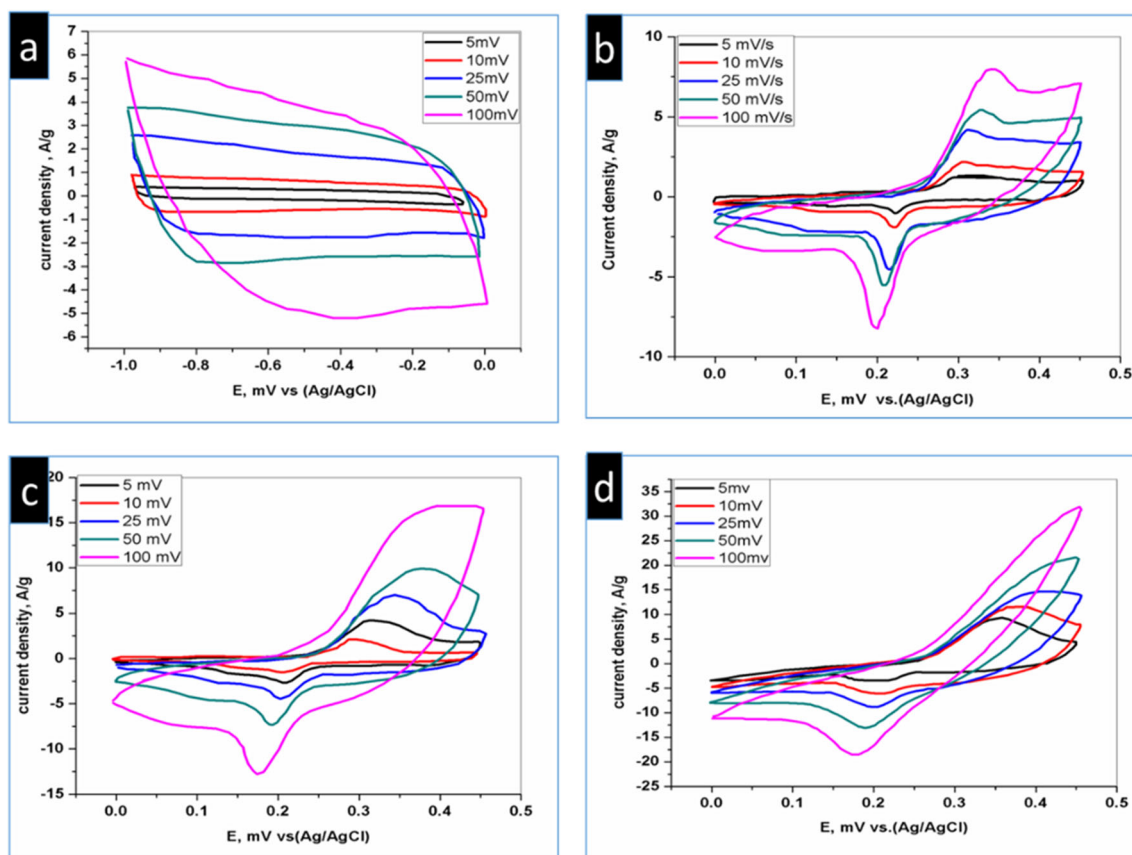 a
7
6
5
4
3
2
1
0
-1
-2
-3
-4
-5
-6
current density , A/g
5mV
10mV
25mV
50mV
100mV
-1.0 -0.8 -0.6 -0.4 -0.2 0.0
E, mV vs (Ag/AgCl)
b
10
5
0
-5
-10
Current density, A/g
5 mV/s
10 mV/s
25 mV/s
50 mV/s
100 mV/s
0.0 0.1 0.2 0.3 0.4 0.5
E, mV vs.(Ag/AgCl)
c
20
15
10
5
0
-5
-10
-15
current density, A/g
5 mV
10 mV
25 mV
50 mV
100 mV
0.0 0.1 0.2 0.3 0.4 0.5
E, mV vs(Ag/AgCl)
d
35
30
25
20
15
10
5
0
-5
-10
-15
-20
-25
current density, A/g
5mv
10mV
25mV
50mV
100mv
0.0 0.1 0.2 0.3 0.4 0.5
E, mV vs.(Ag/AgCl)